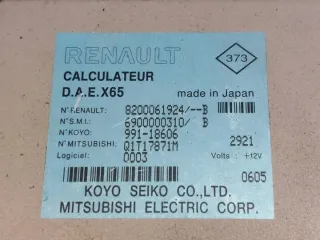 RENAULT
373
CALCULATEUR
D.A.E.X65 made in Japan
N°RENAULT: 8200061924/--B
N°S.M.I.: 6900000310/ B
N°KOYO: 991-18606
N°MITSUBISHI: Q1T17871M 2921
Logiciel: 0003 Volts: +12V
0605
KOYO SEIKO CO.,LTD.
MITSUBISHI ELECTRIC CORP.